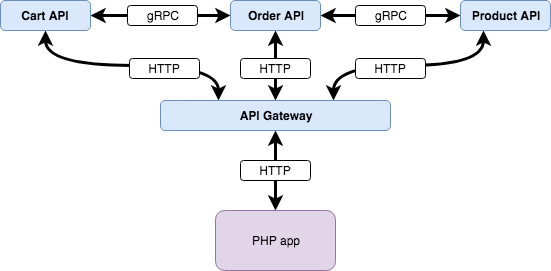 Cart API
gRPC
Order API
gRPC
Product API
HTTP
HTTP
HTTP
API Gateway
HTTP
PHP app